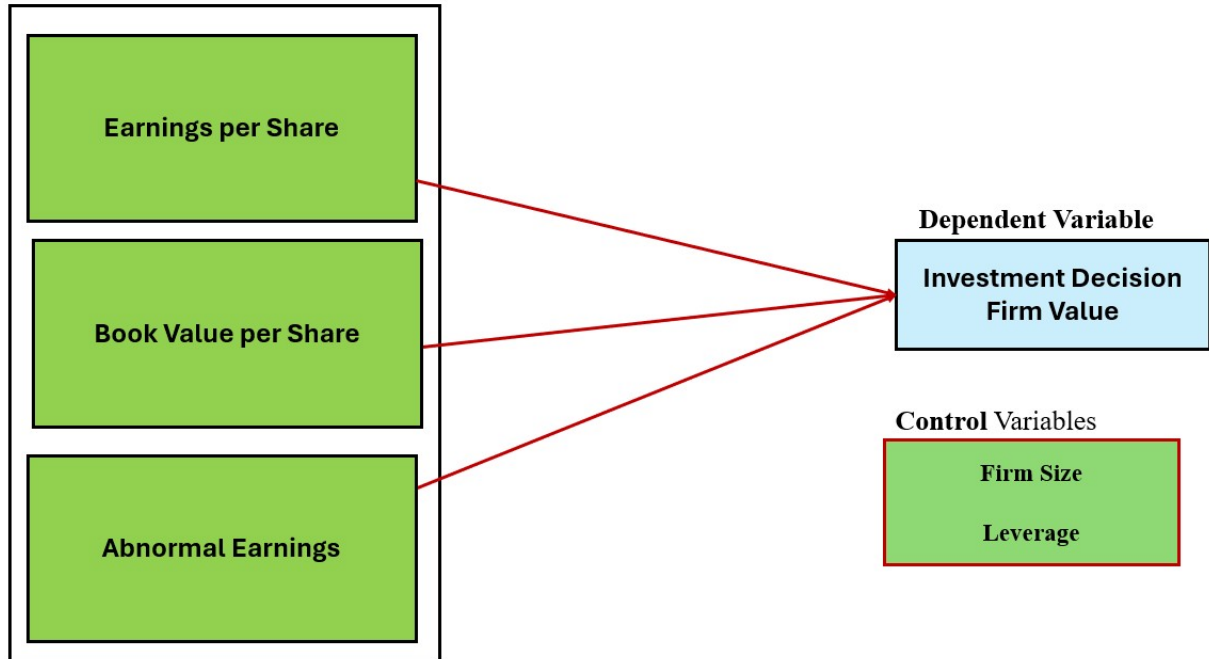 Earnings per Share
Book Value per Share
Abnormal Earnings
Dependent Variable
Investment Decision
Firm Value
Control Variables
Firm Size
Leverage